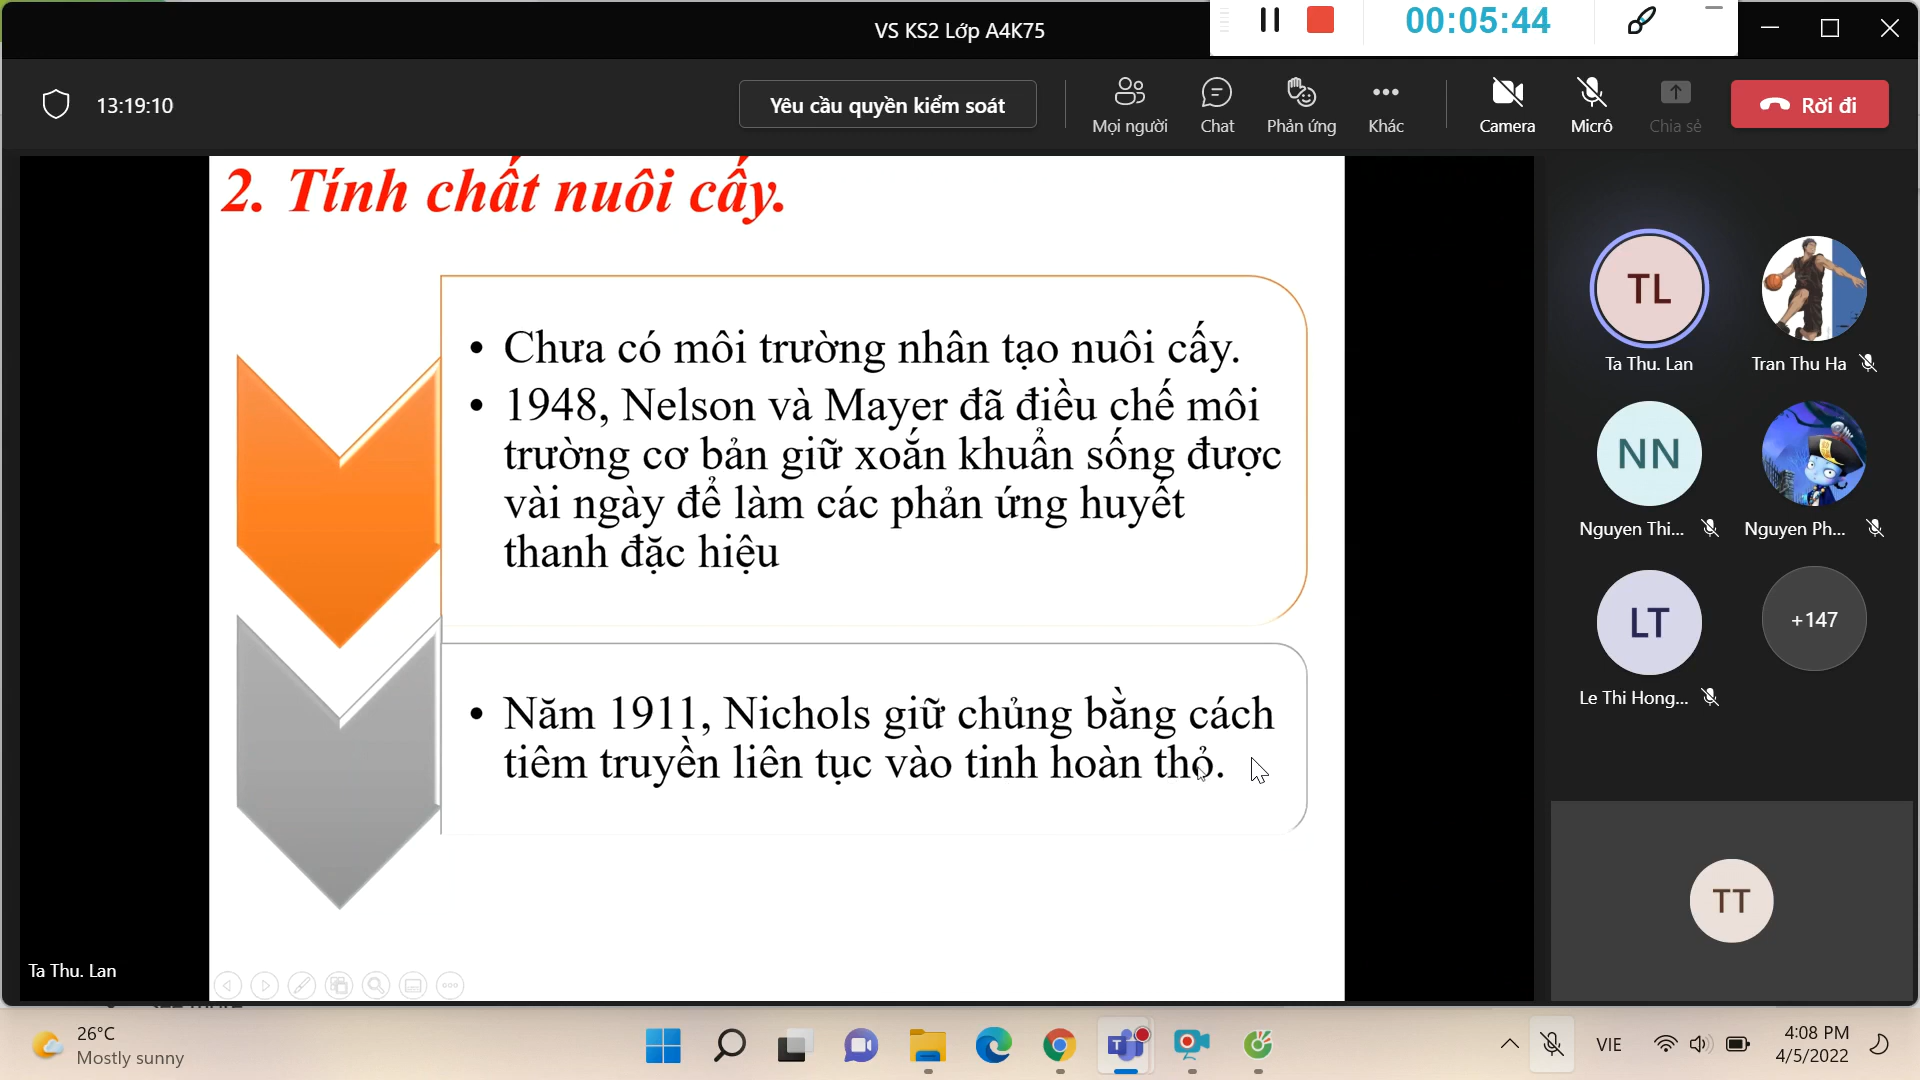 VS KS2 Lớp A4K75
00:05:44
13:19:10
Yêu cầu quyền kiểm soát
Mọi người
Chat
Phản ứng
Khác
Camera
Micrô
Chia sẻ
Rời đi
2. Tính chất nuôi cấy.
• Chưa có môi trường nhân tạo nuôi cấy.
• 1948, Nelson và Mayer đã điều chế môi
trường cơ bản giữ xoắn khuẩn sống được
vài ngày để làm các phản ứng huyết
thanh đặc hiệu
• Năm 1911, Nichols giữ chủng bằng cách
tiêm truyền liên tục vào tinh hoàn thỏ.
Ta Thu. Lan
TL
Ta Thu. Lan
Tran Thu Ha
NN
Nguyen Thi...
Nguyen Ph...
LT
Le Thi Hong...
+147
TT
26°C
Mostly sunny
VIE
4:08 PM
4/5/2022